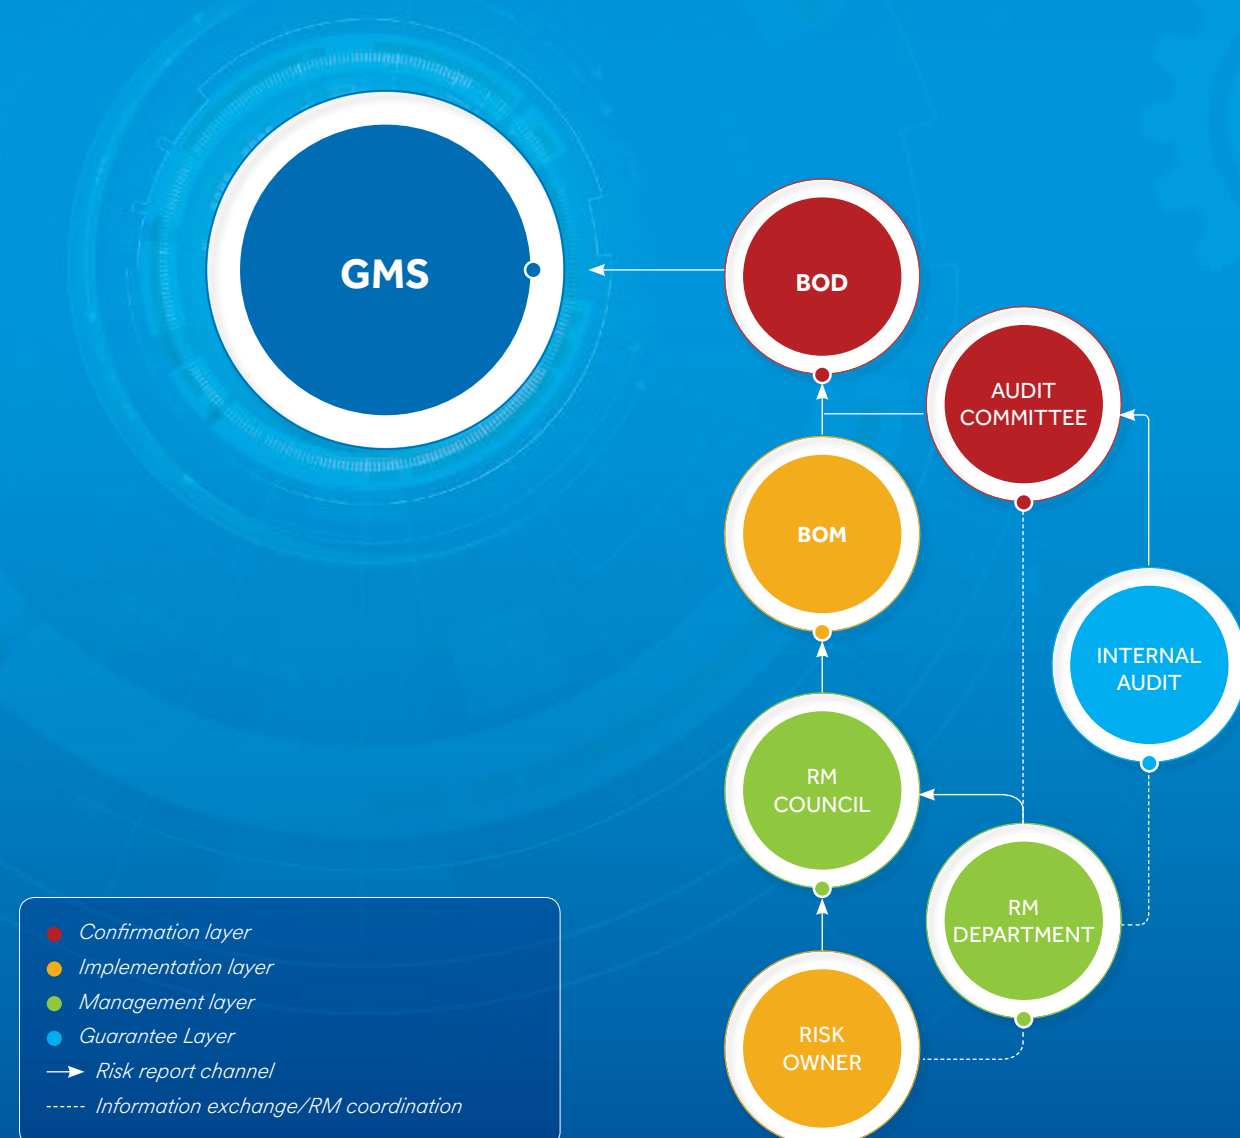 GMS
BOD
AUDIT
COMMITTEE
BOM
INTERNAL
AUDIT
RM
COUNCIL
RM
DEPARTMENT
RISK
OWNER
Confirmation layer
Implementation layer
Management layer
Guarantee Layer
Risk report channel
Information exchange/RM coordination